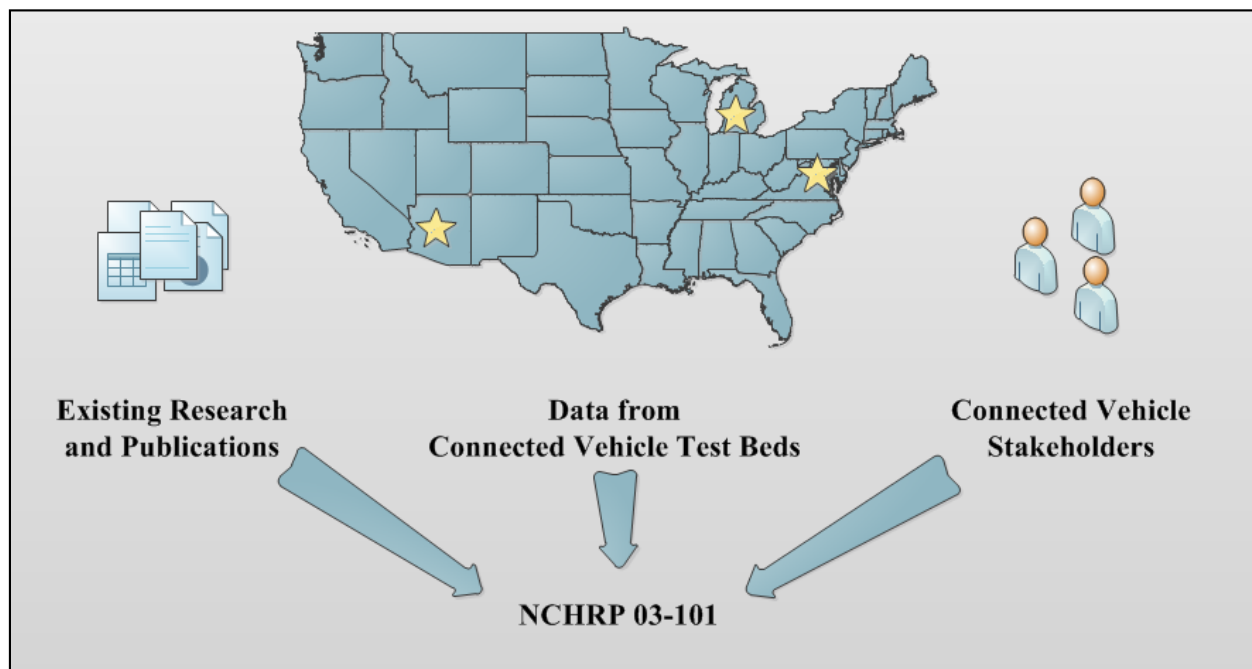 Existing Research
and Publications
Data from
Connected Vehicle Test Beds
Connected Vehicle
Stakeholders
NCHRP 03-101